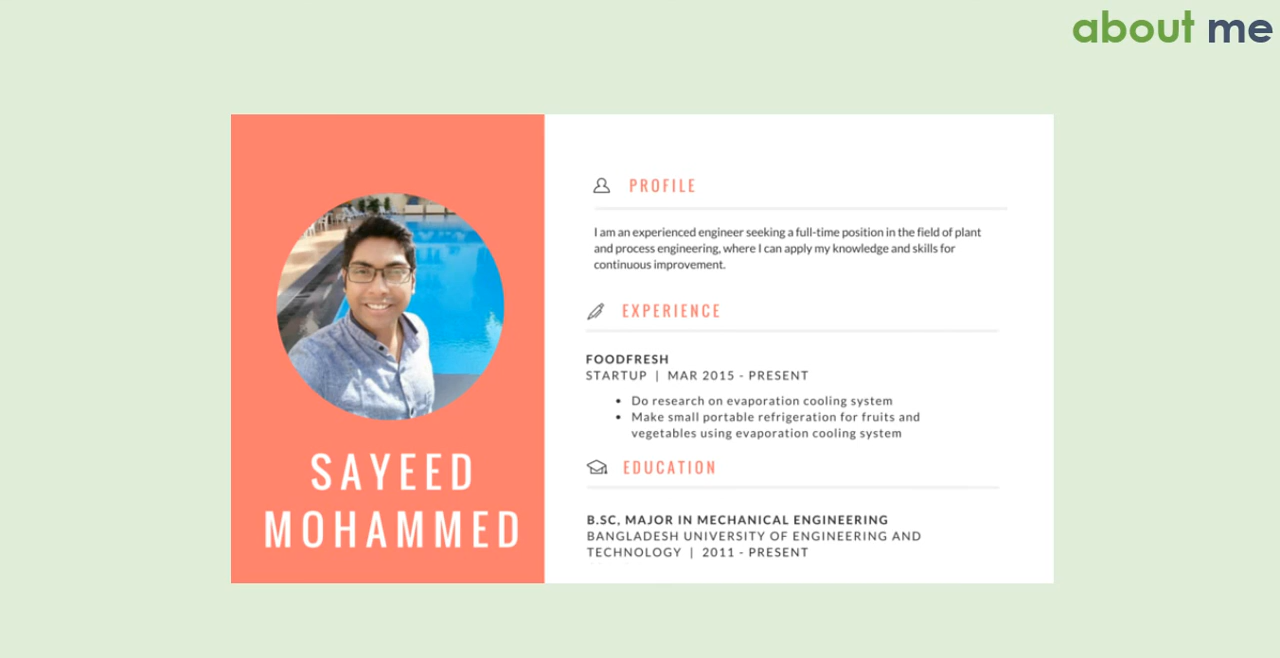 about me
SAYEED
MOHAMMED
PROFILE
I am an experienced engineer seeking a full-time position in the field of plant
and process engineering, where I can apply my knowledge and skills for
continuous improvement.
EXPERIENCE
FOODFRESH
STARTUP | MAR 2015 - PRESENT
• Do research on evaporation cooling system
• Make small portable refrigeration for fruits and
vegetables using evaporation cooling system
EDUCATION
B.SC, MAJOR IN MECHANICAL ENGINEERING
BANGLADESH UNIVERSITY OF ENGINEERING AND
TECHNOLOGY | 2011 - PRESENT